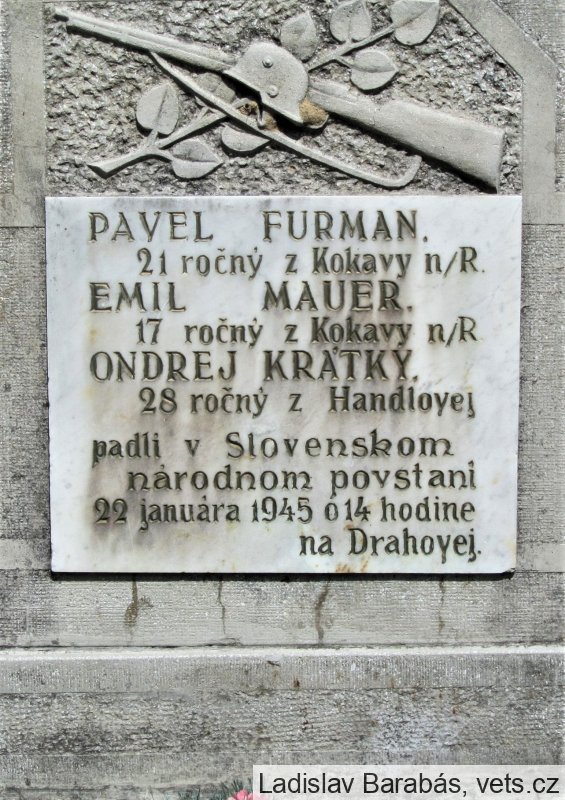 PAVEL FURMAN.
21 ročný z Kokavy n/R.
EMIL MAUER.
17 ročný z Kokavy n/R
ONDREJ KRÁTKY.
28 ročný z Handlovej
padli v Slovenskom
národnom povstaní
22 januára 1945 o 14 hodine
na Drahovej.
Ladislav Barabás, vets.cz